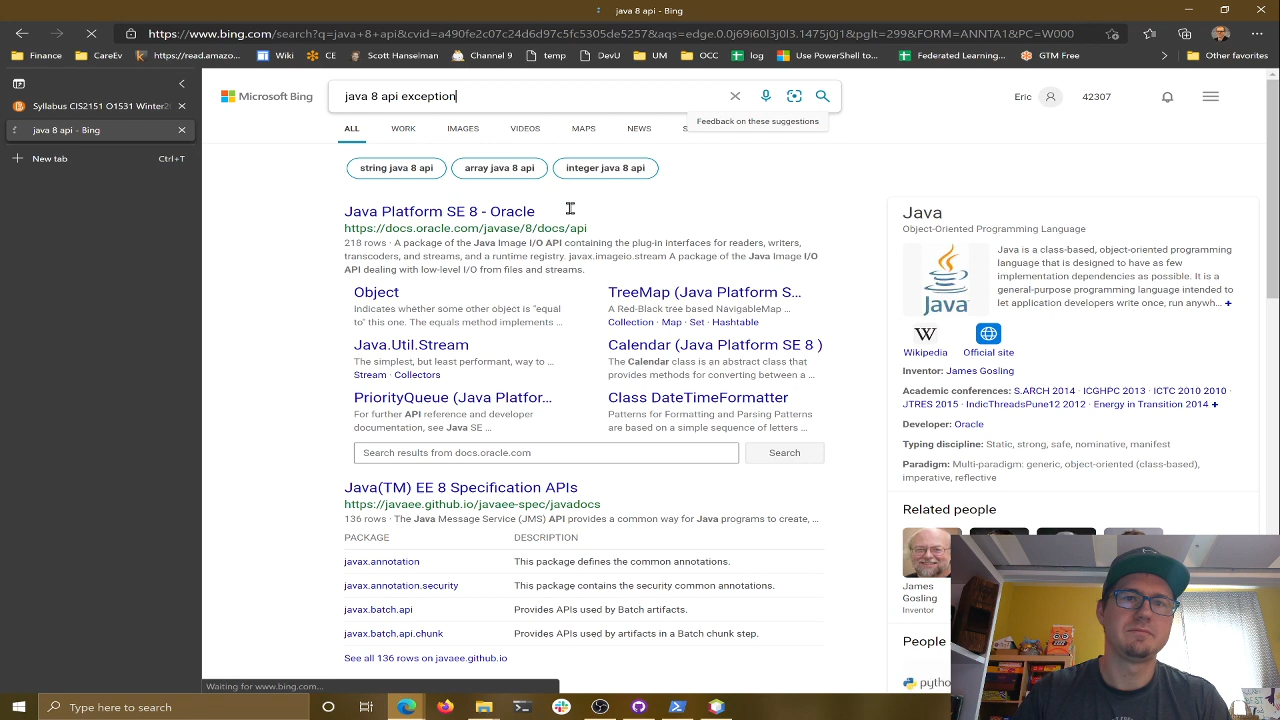 java 8 api - Bing
https://www.bing.com/search?q=java+8+api&cvid=a490fe2c07c24d6d97c5fc5305de5257&aqs=edge.0.0j69i60l3j0l3.1475j0j1&pglt=299&FORM=ANNTA1&PC=W000
Finance
CarEv
https://read.amazo...
Wiki
CE
Scott Hanselman
Channel 9
temp
DevU
UM
log
Use PowerShell to...
Federated Learning...
GTM Free
Other favorites
Syllabus CIS2151 O1531 Winter2
java 8 api - Bing
New tab
Ctrl+T
Microsoft Bing
java 8 api exception
Eric
42307
Feedback on these suggestions
ALL
WORK
IMAGES
VIDEOS
MAPS
NEWS
S
string java 8 api
array java 8 api
integer java 8 api
Java Platform SE 8 - Oracle
https://docs.oracle.com/javase/8/docs/api
218 rows · A package of the Java Image I/O API containing the plug-in interfaces for readers, writers,
transcoders, and streams, and a runtime registry. javax.imageio.stream A package of the Java Image I/O
API dealing with low-level I/O from files and streams.
Object
Indicates whether some other object is "equal
to" this one. The equals method implements ...
TreeMap (Java Platform S...
A Red-Black tree based NavigableMap ...
Collection · Map · Set · Hashtable
Java.Util.Stream
The simplest, but least performant, way to ...
Stream · Collectors
Calendar (Java Platform SE 8 )
The Calendar class is an abstract class that
provides methods for converting between a ...
PriorityQueue (Java Platfor...
For further API reference and developer
documentation, see Java SE ...
Class DateTimeFormatter
Patterns for Formatting and Parsing Patterns
are based on a simple sequence of letters ...
Search results from docs.oracle.com
Search
Java(TM) EE 8 Specification APIs
https://javaee.github.io/javaee-spec/javadocs
136 rows · The Java Message Service (JMS) API provides a common way for Java programs to create, ...
PACKAGE
DESCRIPTION
javax.annotation
This package defines the common annotations.
javax.annotation.security
This package contains the security common annotations.
javax.batch.api
Provides APIs used by Batch artifacts.
javax.batch.api.chunk
Provides APIs used by artifacts in a Batch chunk step.
See all 136 rows on javaee.github.io
Java
Object-Oriented Programming Language
Java is a class-based, object-oriented programming
language that is designed to have as few
implementation dependencies as possible. It is a
general-purpose programming language intended to
let application developers write once, run anywh... +
Java
Wikipedia
Official site
Inventor: James Gosling
Academic conferences: S.ARCH 2014 · ICGHPC 2013 · ICTC 2010 2010 ·
JTRES 2015 · IndicThreadsPune12 2012 · Energy in Transition 2014 +
Developer: Oracle
Typing discipline: Static, strong, safe, nominative, manifest
Paradigm: Multi-paradigm: generic, object-oriented (class-based),
imperative, reflective
Related people
James
Gosling
Inventor
People
pytho
Waiting for www.bing.com...
Type here to search